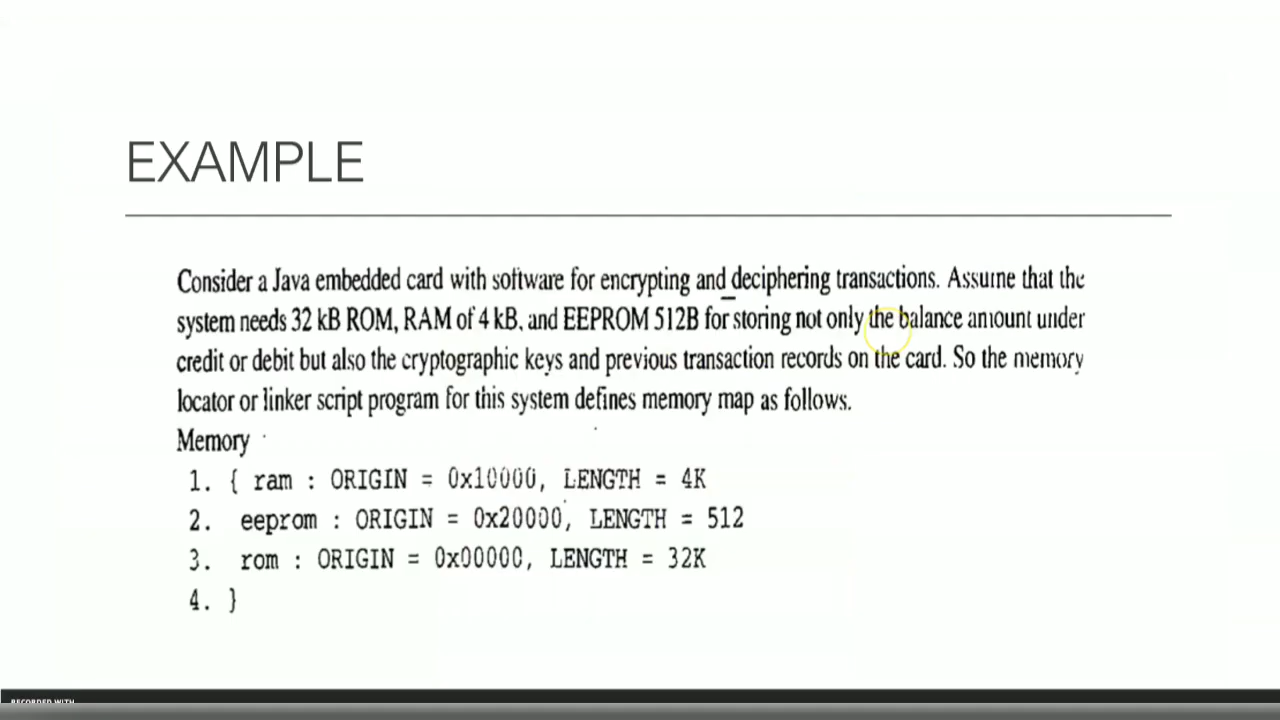 EXAMPLE
Consider a Java embedded card with software for encrypting and deciphering transactions. Assume that the
system needs 32 kB ROM, RAM of 4 kB, and EEPROM 512B for storing not only the balance amount under
credit or debit but also the cryptographic keys and previous transaction records on the card. So the memory
locator or linker script program for this system defines memory map as follows.
Memory
1. { ram : ORIGIN = 0x10000, LENGTH = 4K
2. eeprom : ORIGIN = 0x20000, LENGTH = 512
3. rom : ORIGIN = 0x00000, LENGTH = 32K
4. }
RECORDED WITH